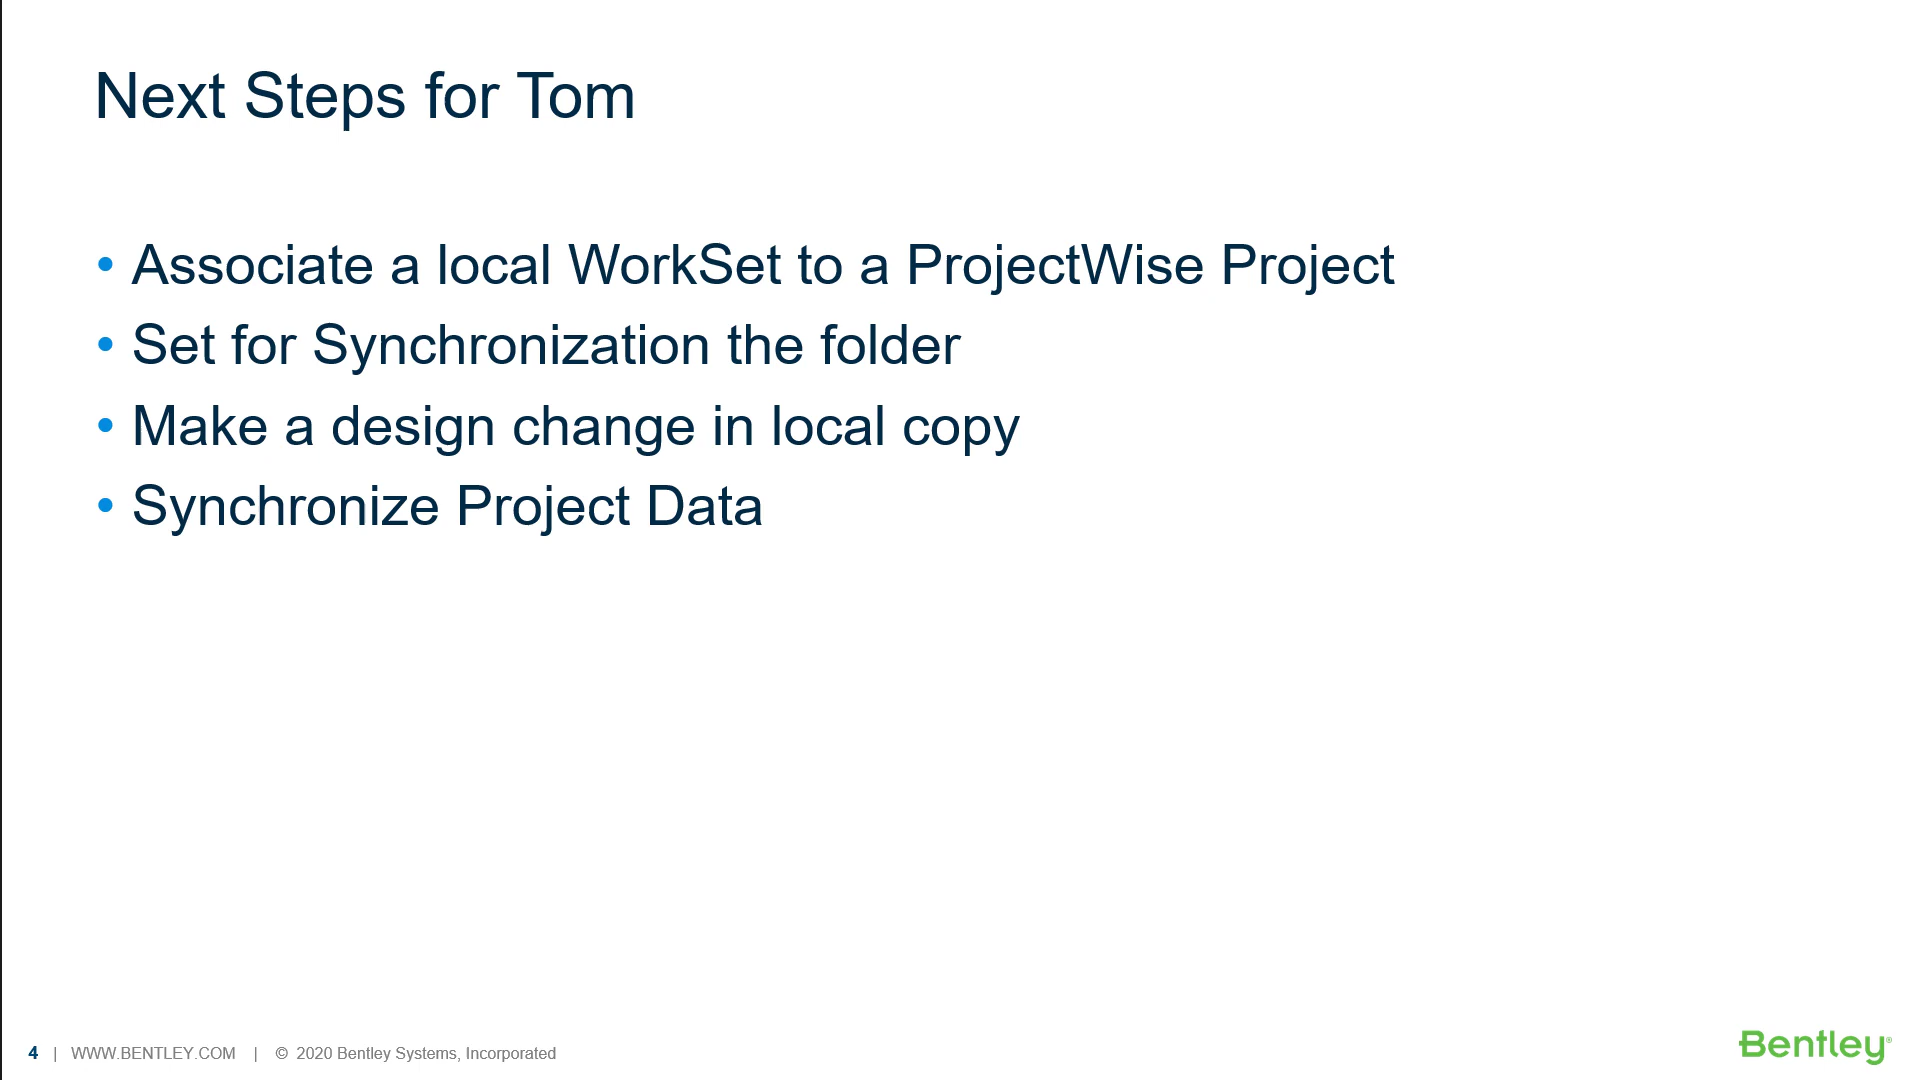 Next Steps for Tom
• Associate a local WorkSet to a ProjectWise Project
• Set for Synchronization the folder
• Make a design change in local copy
• Synchronize Project Data
4 | WWW.BENTLEY.COM | © 2020 Bentley Systems, Incorporated
Bentley®